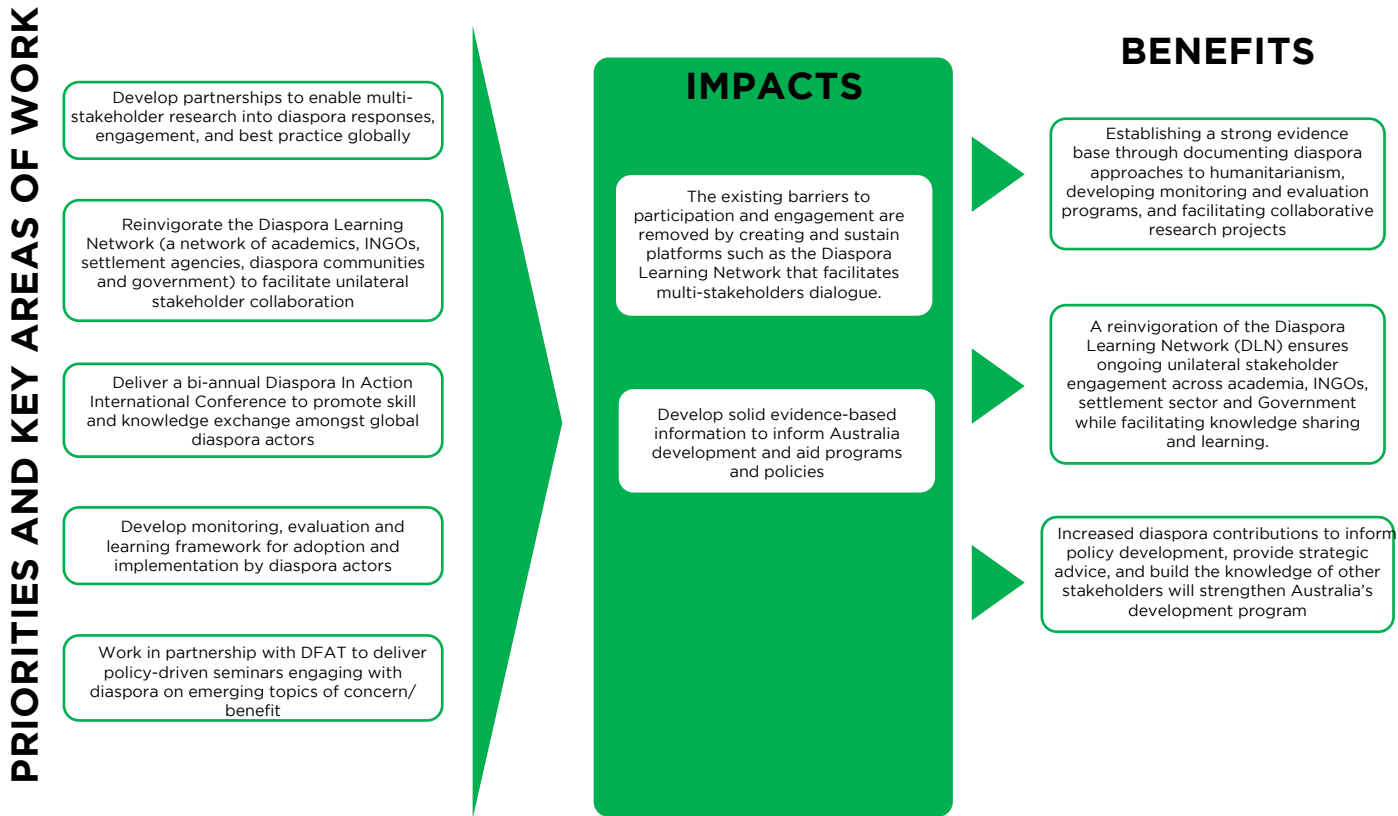 PRIORITIES AND KEY AREAS OF WORK
Develop partnerships to enable multi-
stakeholder research into diaspora responses,
engagement, and best practice globally
Reinvigorate the Diaspora Learning
Network (a network of academics, INGOs,
settlement agencies, diaspora communities
and government) to facilitate unilateral
stakeholder collaboration
Deliver a bi-annual Diaspora In Action
International Conference to promote skill
and knowledge exchange amongst global
diaspora actors
Develop monitoring, evaluation and
learning framework for adoption and
implementation by diaspora actors
Work in partnership with DFAT to deliver
policy-driven seminars engaging with
diaspora on emerging topics of concern/
benefit
IMPACTS
The existing barriers to
participation and engagement are
removed by creating and sustain
platforms such as the Diaspora
Learning Network that facilitates
multi-stakeholders dialogue.
Develop solid evidence-based
information to inform Australia
development and aid programs
and policies
BENEFITS
Establishing a strong evidence
base through documenting diaspora
approaches to humanitarianism,
developing monitoring and evaluation
programs, and facilitating collaborative
research projects
A reinvigoration of the Diaspora
Learning Network (DLN) ensures
ongoing unilateral stakeholder
engagement across academia, INGOs,
settlement sector and Government
while facilitating knowledge sharing
and learning.
Increased diaspora contributions to inform
policy development, provide strategic
advice, and build the knowledge of other
stakeholders will strengthen Australia's
development program